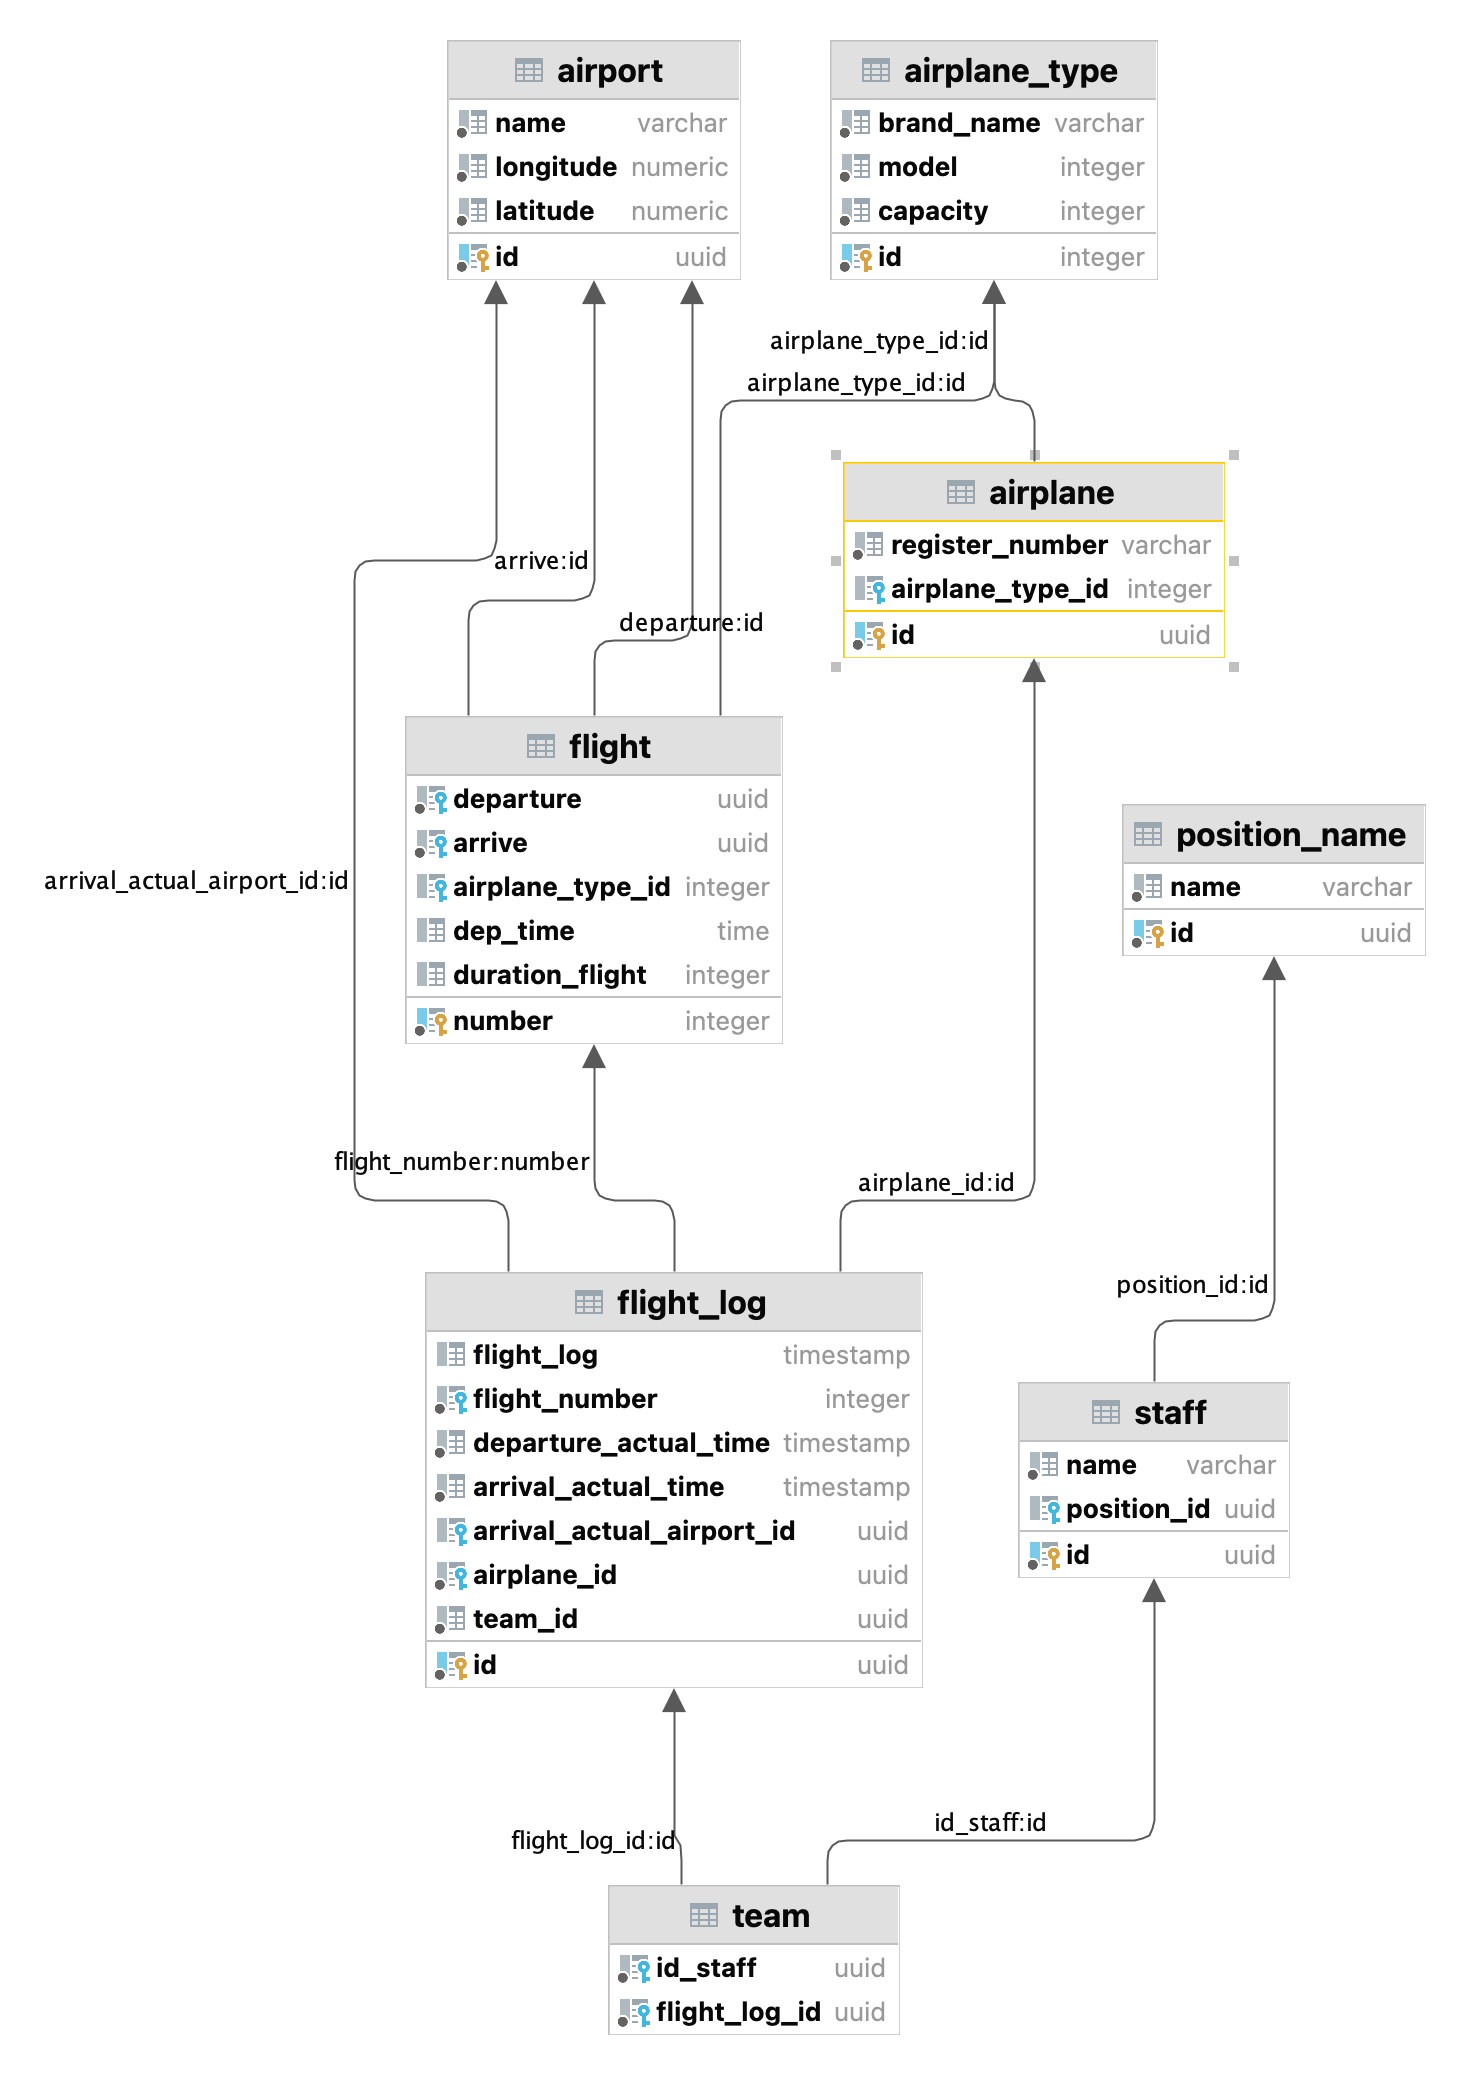 airport
name varchar
longitude numeric
latitude numeric
id uuid
airplane_type
brand_name varchar
model integer
capacity integer
id integer
airplane_type_id:id
airplane_type_id:id
airplane
register_number varchar
airplane_type_id integer
id uuid
arrive:id
departure:id
flight
departure uuid
arrive uuid
airplane_type_id integer
dep_time time
duration_flight integer
number integer
position_name
name varchar
id uuid
arrival_actual_airport_id:id
flight_number:number
airplane_id:id
position_id:id
flight_log
flight_log timestamp
flight_number integer
departure_actual_time timestamp
arrival_actual_time timestamp
arrival_actual_airport_id uuid
airplane_id uuid
team_id uuid
id uuid
staff
name varchar
position_id uuid
id uuid
flight_log_id:id
id_staff:id
team
id_staff uuid
flight_log_id uuid